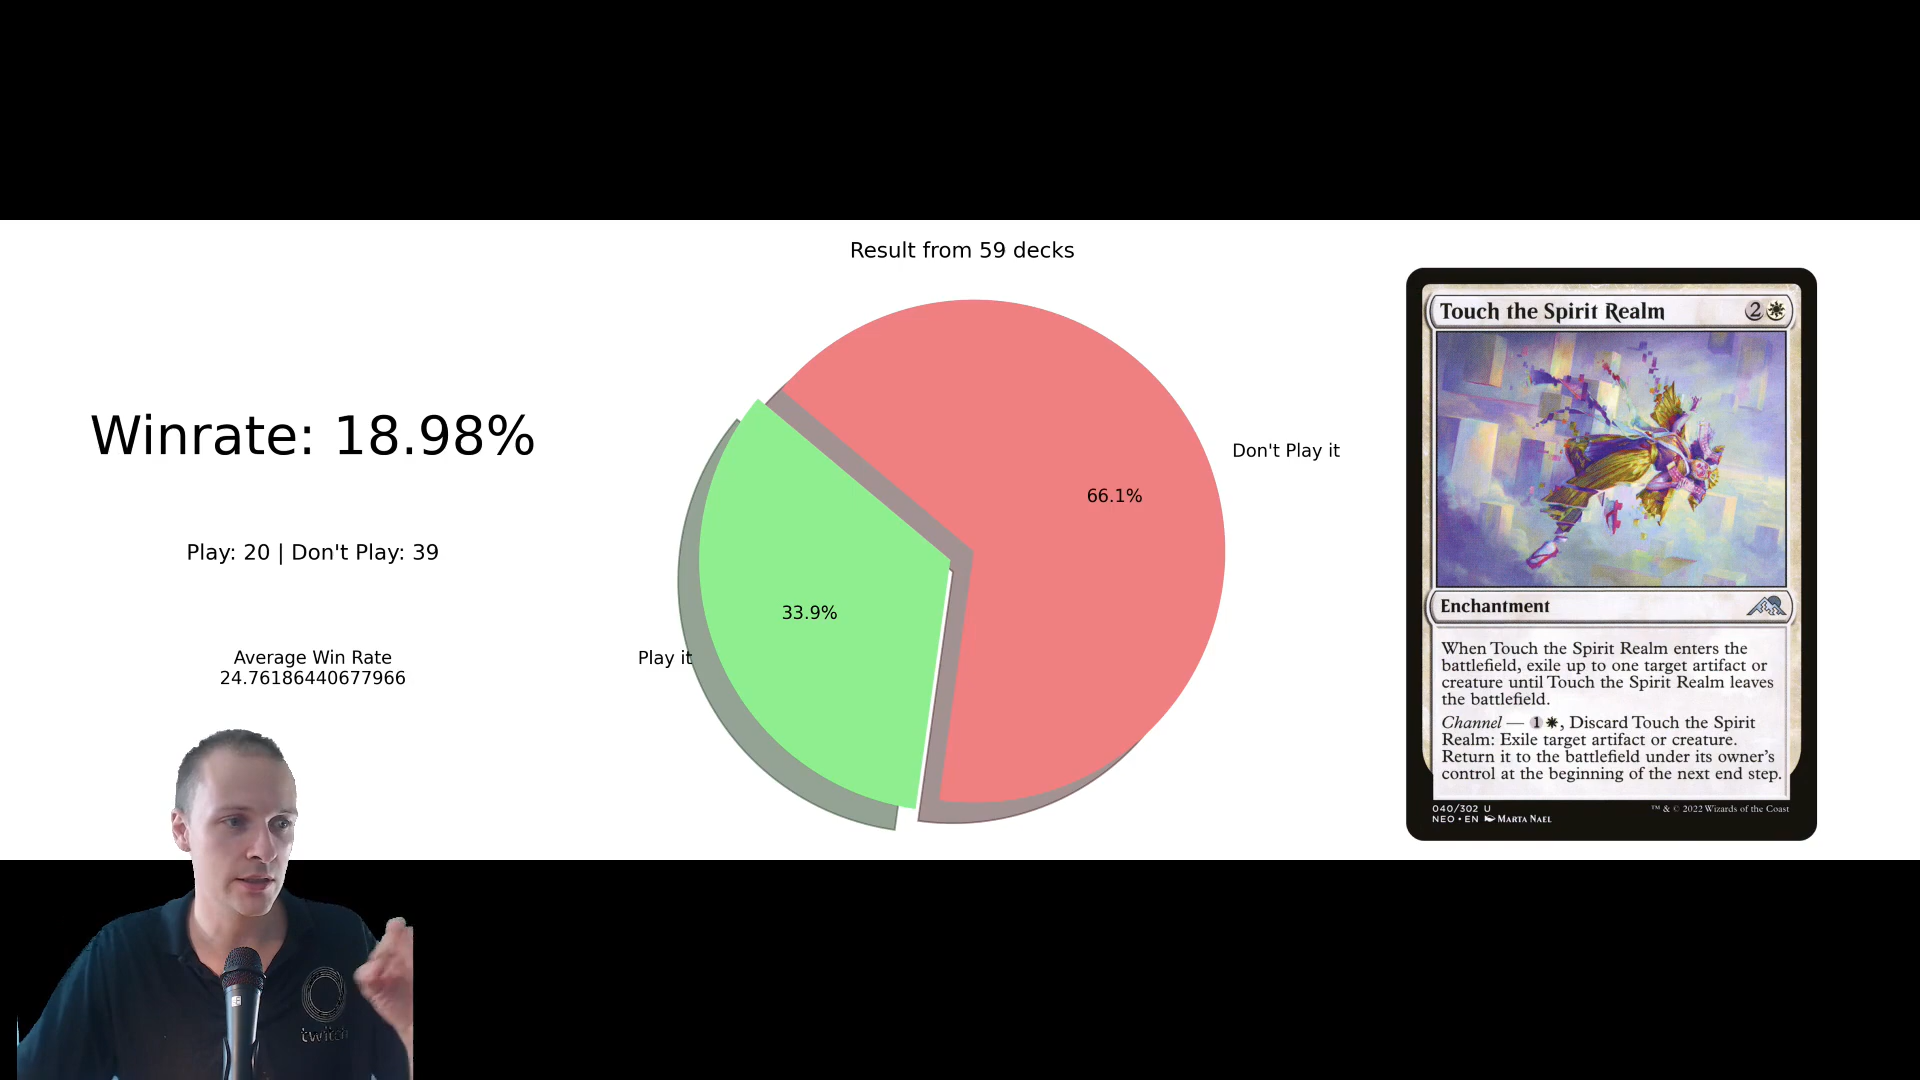 Result from 59 decks
Winrate: 18.98%
Play: 20 | Don't Play: 39
Average Win Rate
24.76186440677966
Don't Play it
66.1%
33.9%
Play it
Touch the Spirit Realm 2
Enchantment
When Touch the Spirit Realm enters the
battlefield, exile up to one target artifact or
creature until Touch the Spirit Realm leaves
the battlefield.
Channel — 1, Discard Touch the Spirit
Realm: Exile target artifact or creature.
Return it to the battlefield under its owner's
control at the beginning of the next end step.
040/302 U
NEO • EN MARTA NAEL
™ & © 2022 Wizards of the Coast
twitch